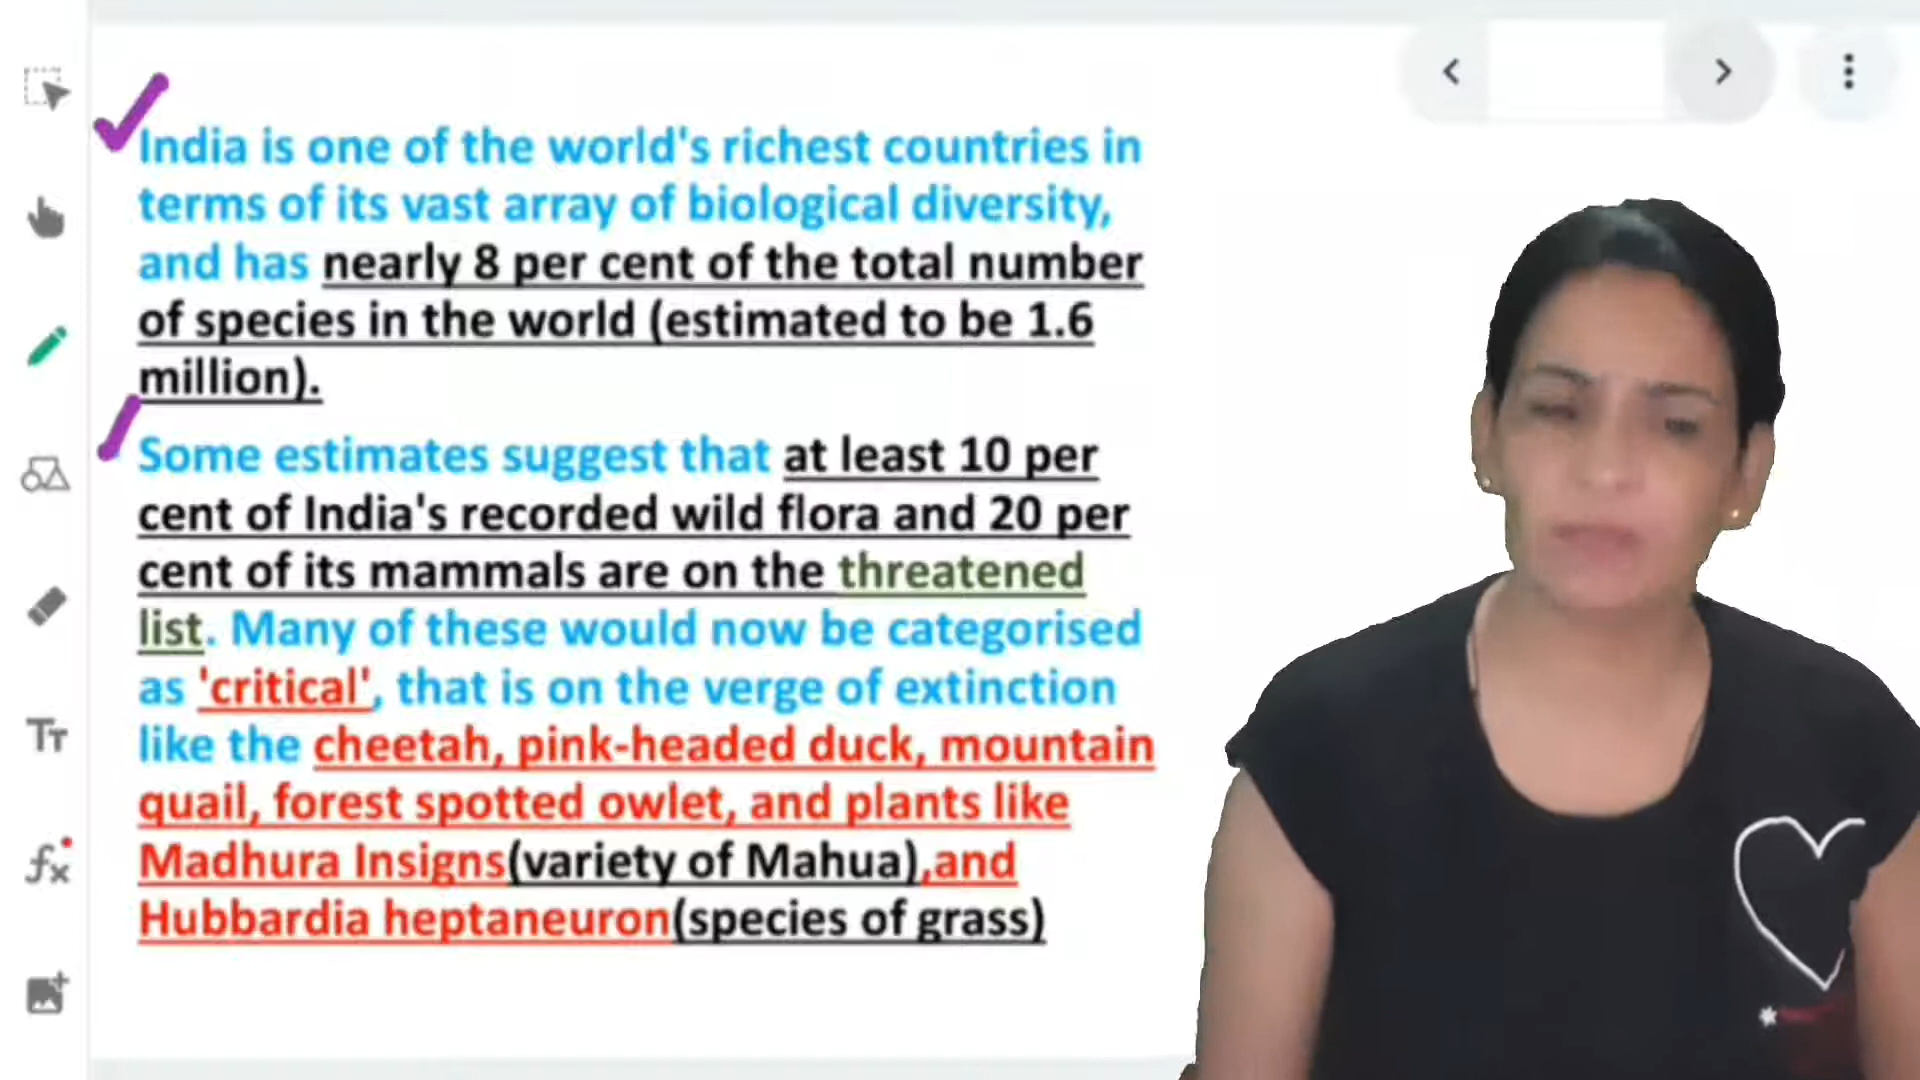 India is one of the world's richest countries in
terms of its vast array of biological diversity,
and has nearly 8 per cent of the total number
of species in the world (estimated to be 1.6
million).
Some estimates suggest that at least 10 per
cent of India's recorded wild flora and 20 per
cent of its mammals are on the threatened
list. Many of these would now be categorised
as 'critical', that is on the verge of extinction
like the cheetah, pink-headed duck, mountain
quail, forest spotted owlet, and plants like
Madhura Insigns(variety of Mahua),and
Hubbardia heptaneuron(species of grass)
Tт
fx